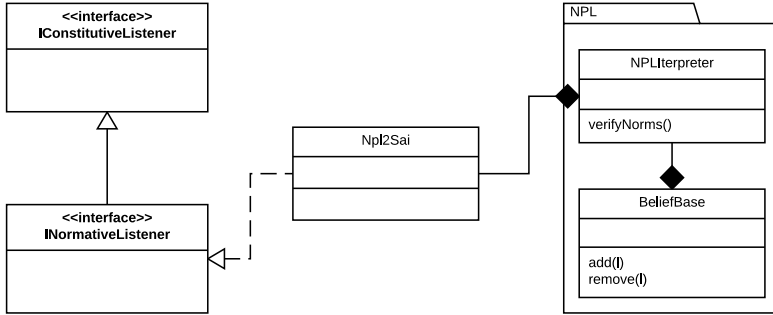 <<interface>>
IConstitutiveListener
<<interface>>
INormativeListener
Npl2Sai
NPL
NPLIterpreter
verifyNorms()
BeliefBase
add(l)
remove(l)